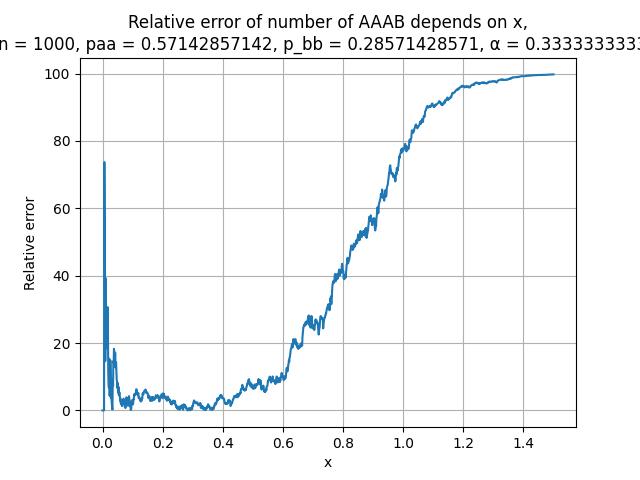 Relative error of number of AAAB depends on x,
n = 1000, paa = 0.57142857142, p_bb = 0.28571428571, α = 0.3333333333
100
80
60
40
20
0
Relative error
0.0 0.2 0.4 0.6 0.8 1.0 1.2 1.4
x